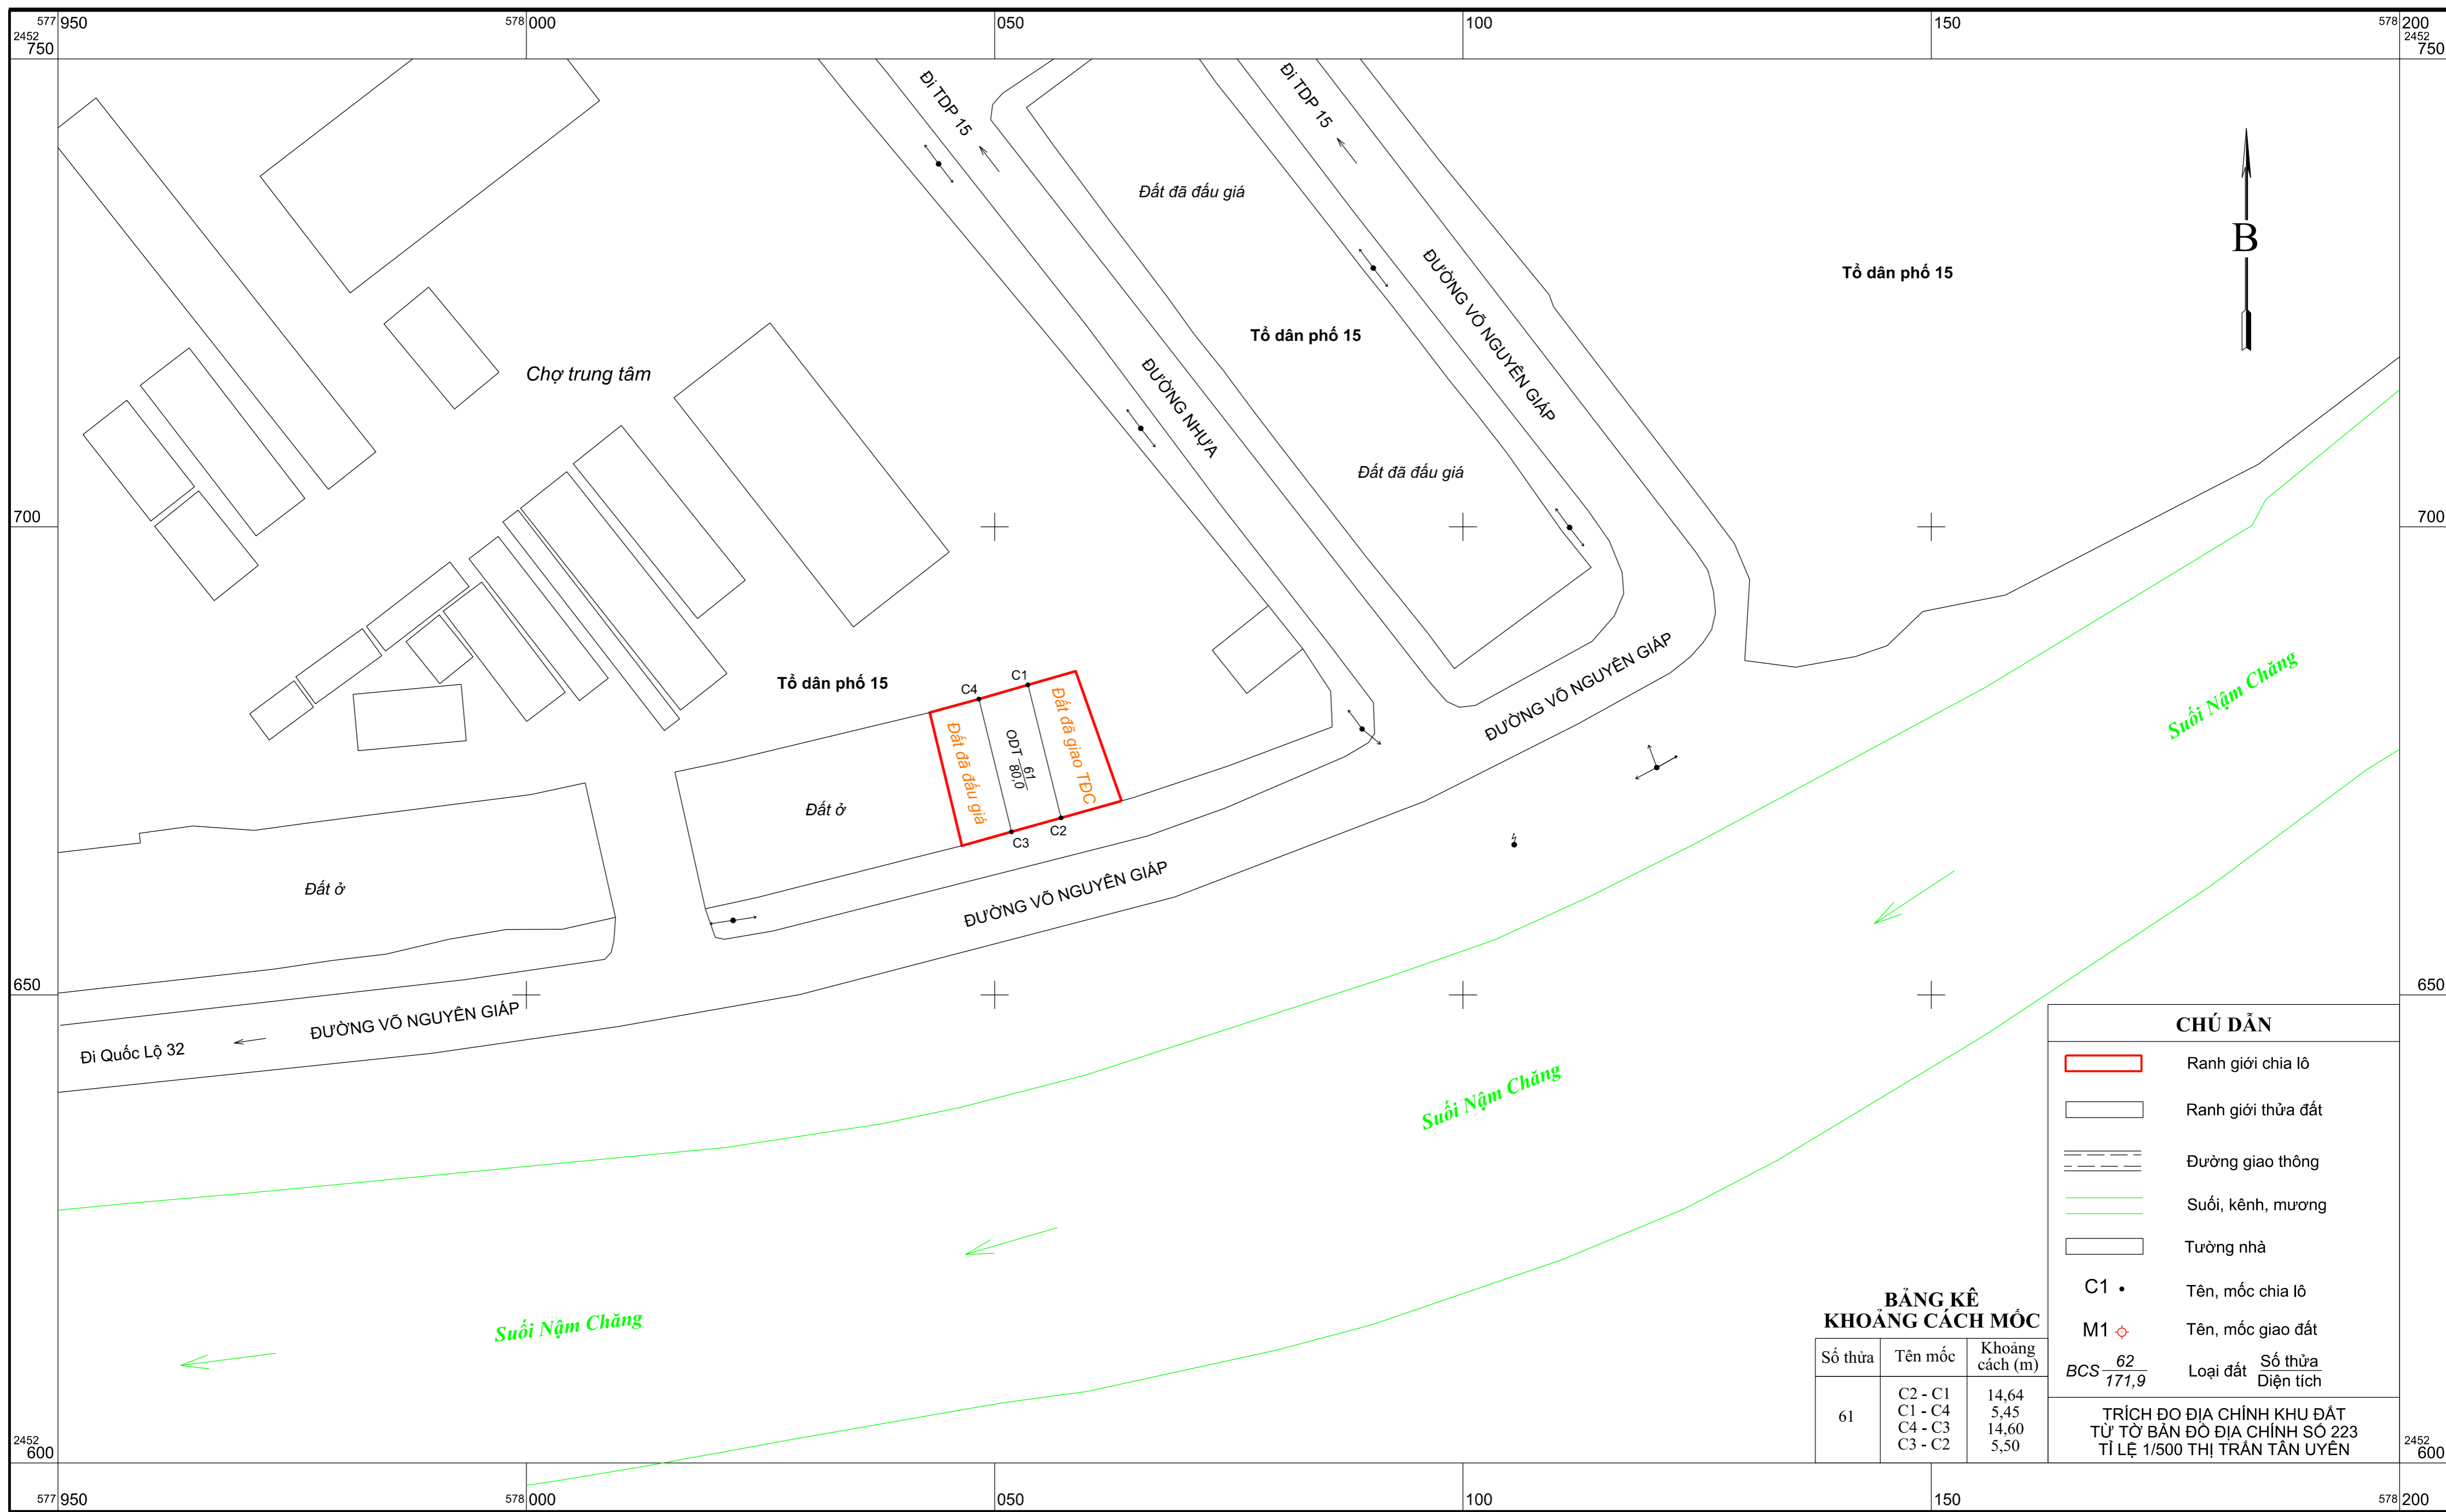 577 950
578 000
050
100
150
578 200
2452
750
2452
750
Đi TDP 15
Đi TDP 15
Đất đã đấu giá
B
Tổ dân phố 15
ĐƯỜNG VÕ NGUYÊN GIÁP
Tổ dân phố 15
Chợ trung tâm
ĐƯỜNG NHỰA
Đất đã đấu giá
700
700
ĐƯỜNG VÕ NGUYÊN GIÁP
Suối Nậm Chăng
Tổ dân phố 15
C4
C1
Đất đã đấu giá
ODT 61
80,0
Đất đã giao TĐC
C3
C2
Đất ở
Đất ở
ĐƯỜNG VÕ NGUYÊN GIÁP
650
650
ĐƯỜNG VÕ NGUYÊN GIÁP
Đi Quốc Lộ 32
Suối Nậm Chăng
Suối Nậm Chăng
CHÚ DẪN
Ranh giới chia lô
Ranh giới thửa đất
Đường giao thông
Suối, kênh, mương
Tường nhà
C1 Tên, mốc chia lô
M1 Tên, mốc giao đất
BCS 62
171,9
Loại đất Số thửa
Diện tích
TRÍCH ĐO ĐỊA CHÍNH KHU ĐẤT
TỪ TỜ BẢN ĐỒ ĐỊA CHÍNH SỐ 223
TỈ LỆ 1/500 THỊ TRẤN TÂN UYÊN
BẢNG KÊ
KHOẢNG CÁCH MỐC
Số thửa Tên mốc Khoảng
cách (m)
61
C2 - C1 14,64
C1 - C4 5,45
C4 - C3 14,60
C3 - C2 5,50
2452
600
2452
600
577 950
578 000
050
100
150
578 200